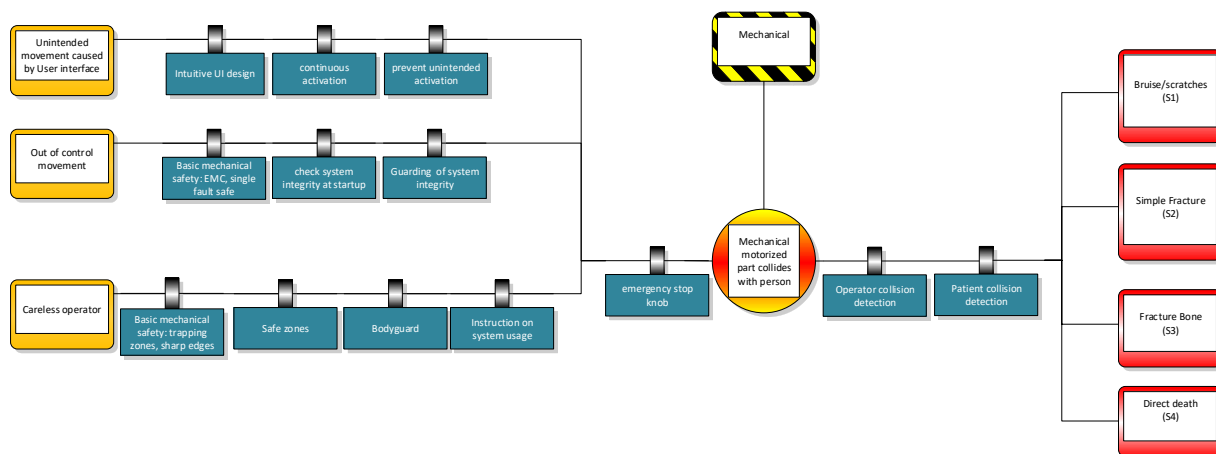 Unintended
movement caused
by User interface
Intuitive UI design
continuous
activation
prevent unintended
activation
Mechanical
Out of control
movement
Basic mechanical
safety: EMC, single
fault safe
check system
integrity at startup
Guarding of system
integrity
Careless operator
Basic mechanical
safety: trapping
zones, sharp edges
Safe zones
Bodyguard
Instruction on
system usage
emergency stop
knob
Mechanical
motorized
part collides
with person
Operator collision
detection
Patient collision
detection
Bruise/scratches
(S1)
Simple Fracture
(S2)
Fracture Bone
(S3)
Direct death
(S4)